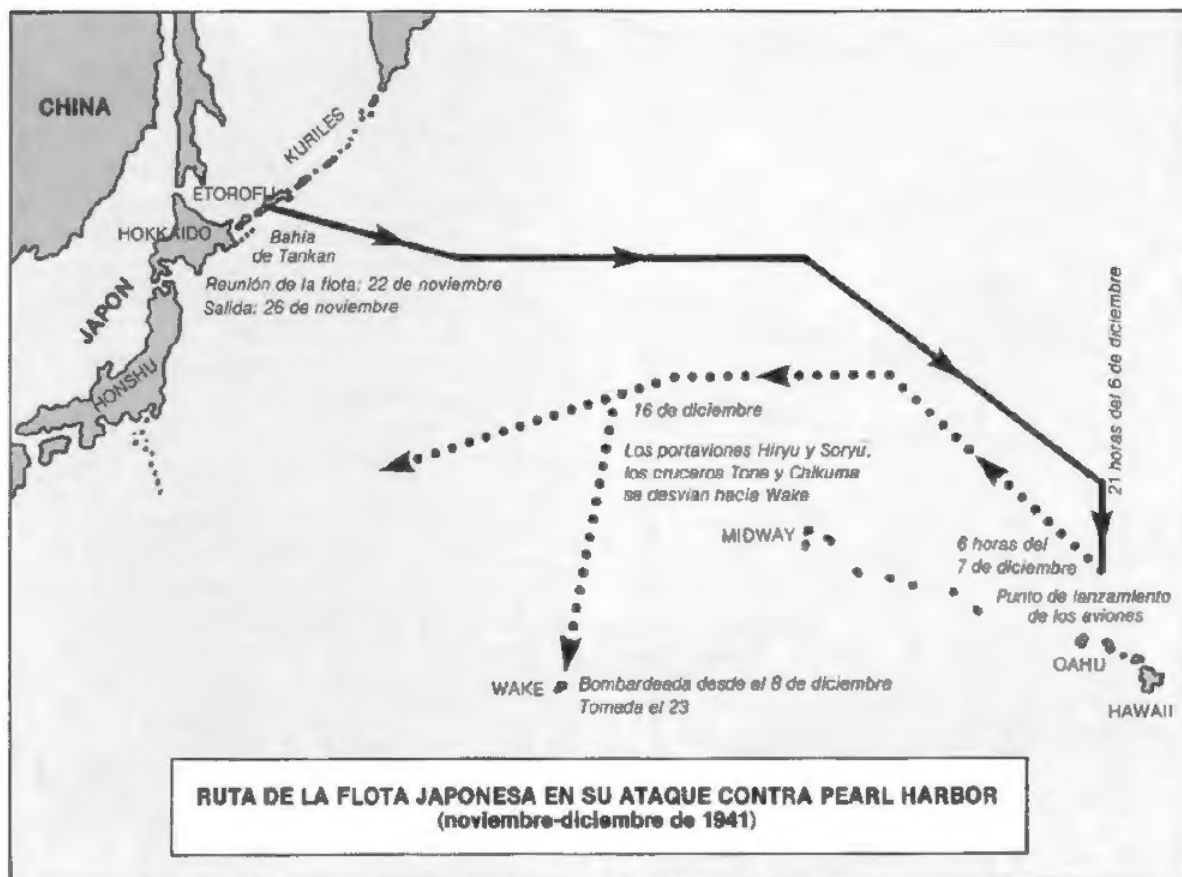 CHINA
KURILES
ETOROFU
HOKKAIDO
Bahía
de Tankan
Reunión de la flota: 22 de noviembre
Salida: 26 de noviembre
JAPON
HONSHU
21 horas del 6 de diciembre
16 de diciembre
Los portaviones Hiryu y Soryu,
los cruceros Tone y Chikuma
se desvían hacia Wake
MIDWAY
6 horas del
7 de diciembre
Punto de lanzamiento
de los aviones
OAHU
HAWAII
WAKE
Bombardeada desde el 8 de diciembre
Tomada el 23
RUTA DE LA FLOTA JAPONESA EN SU ATAQUE CONTRA PEARL HARBOR
(noviembre-diciembre de 1941)